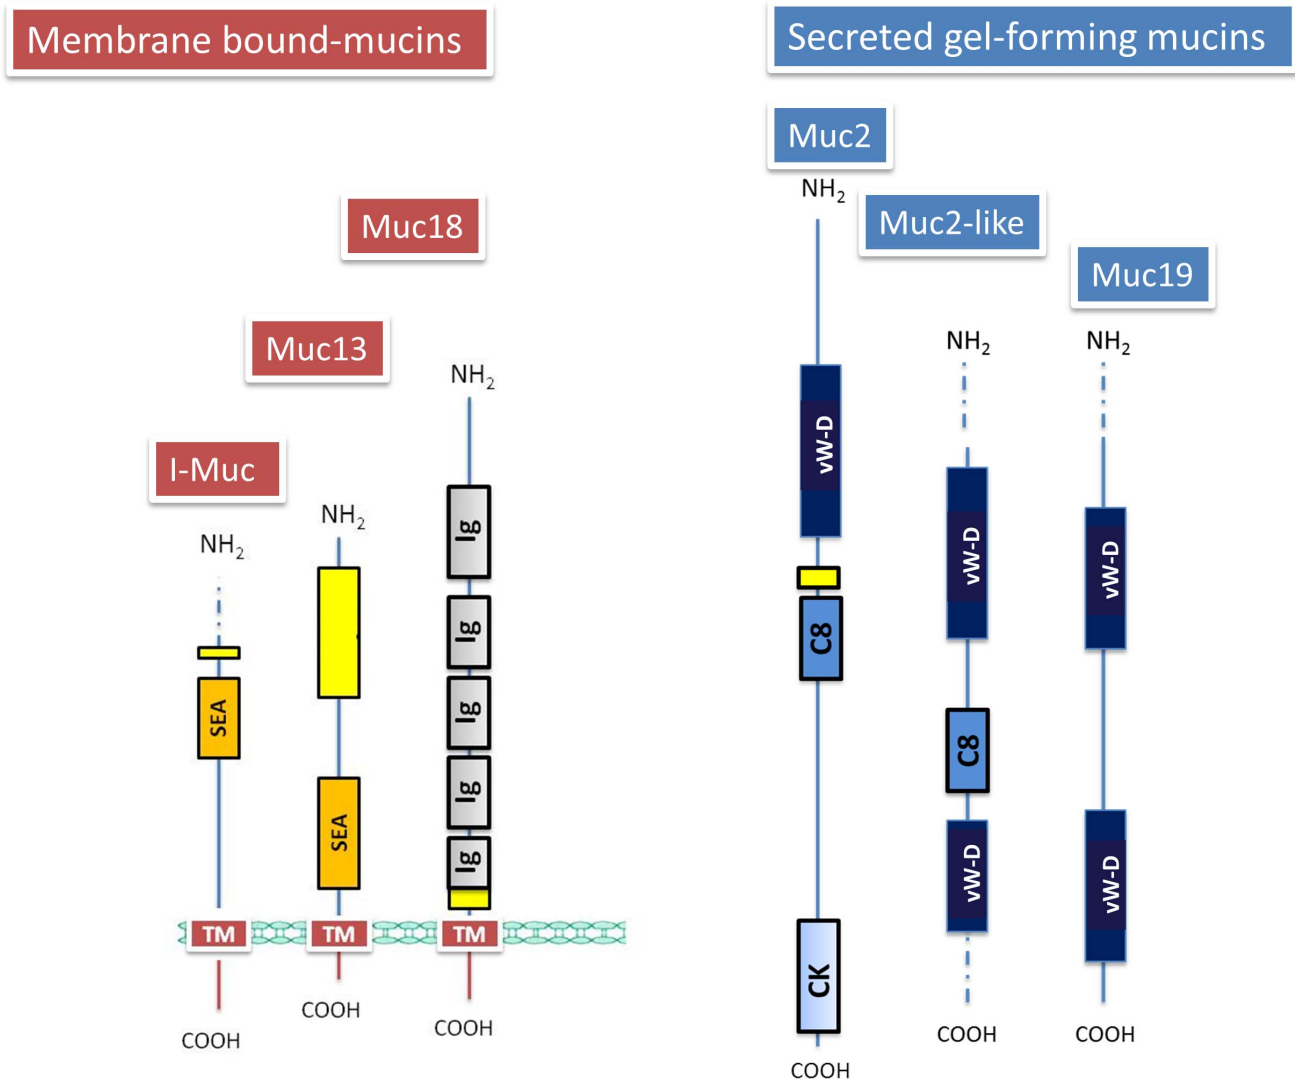 Membrane bound-mucins
Secreted gel-forming mucins
I-Muc
NH2
SEA
TM
COOH
Muc13
NH2
SEA
TM
COOH
Muc18
NH2
Ig
Ig
Ig
Ig
Ig
TM
COOH
Muc2
NH2
vW-D
C8
CK
COOH
Muc2-like
NH2
vW-D
C8
vW-D
COOH
Muc19
NH2
vW-D
vW-D
COOH